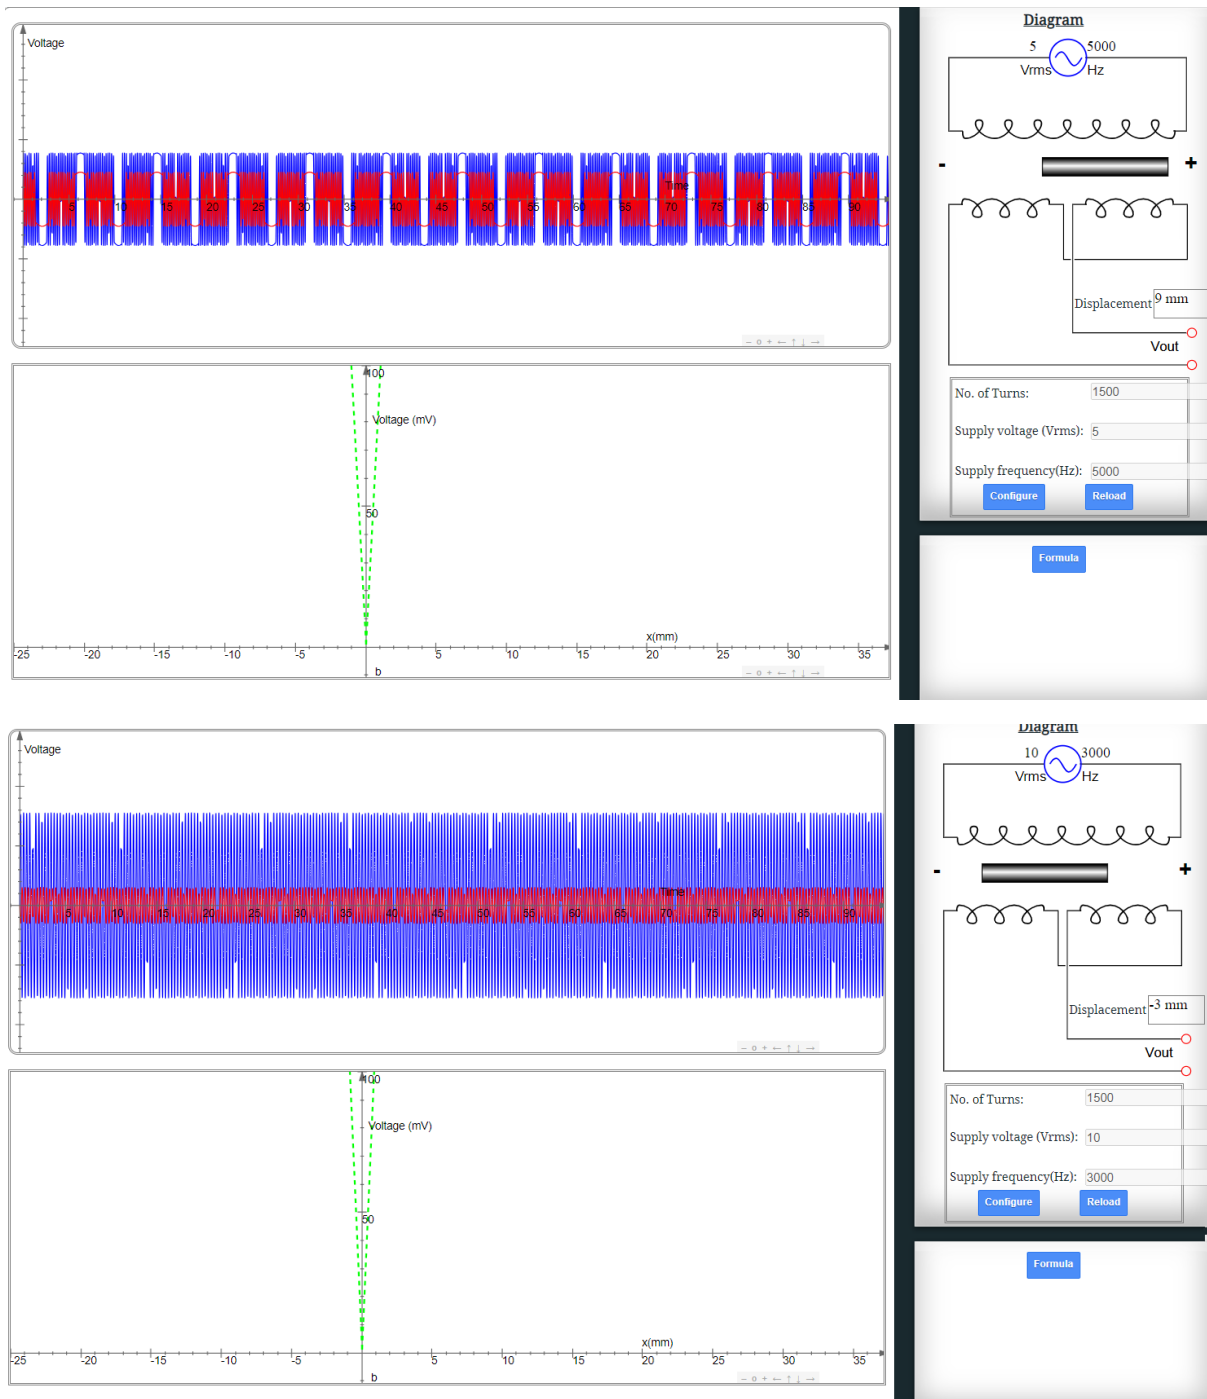 Voltage
Time
5 10 15 20 25 30 35 40 45 50 55 60 65 70 75 80 85 90
- o + ← ↑ ↓ →
100
Voltage (mV)
50
x(mm)
-25 -20 -15 -10 -5 5 10 15 20 25 30 35
b
- o + ← ↑ ↓ →
Diagram
5 5000
Vrms Hz
- +
Displacement 9 mm
Vout
No. of Turns: 1500
Supply voltage (Vrms): 5
Supply frequency(Hz): 5000
Configure Reload
Formula
Voltage
Time
5 10 15 20 25 30 35 40 45 50 55 60 65 70 75 80 85 90
- o + ← ↑ ↓ →
100
Voltage (mV)
50
x(mm)
-25 -20 -15 -10 -5 5 10 15 20 25 30 35
b
- o + ← ↑ ↓ →
Diagram
10 3000
Vrms Hz
- +
Displacement -3 mm
Vout
No. of Turns: 1500
Supply voltage (Vrms): 10
Supply frequency(Hz): 3000
Configure Reload
Formula